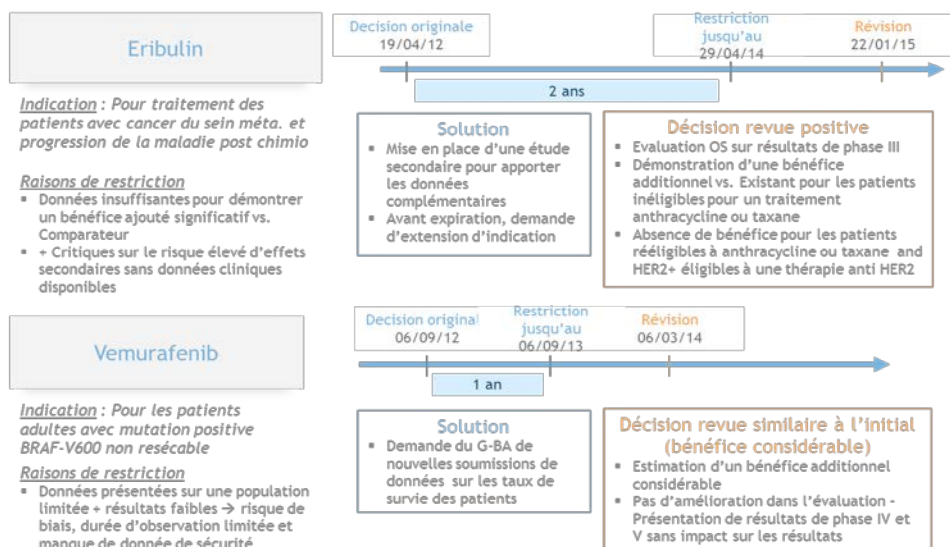 Eribulin
Decision originale
19/04/12
Restriction
jusqu'au
29/04/14
Révision
22/01/15
2 ans
Indication : Pour traitement des
patients avec cancer du sein méta. et
progression de la maladie post chimio
Raisons de restriction
▪ Données insuffisantes pour démontrer
un bénéfice ajouté significatif vs.
Comparateur
▪ + Critiques sur le risque élevé d'effets
secondaires sans données cliniques
disponibles
Solution
▪ Mise en place d'une étude
secondaire pour apporter
les données
complémentaires
▪ Avant expiration, demande
d'extension d'indication
Décision revue positive
▪ Evaluation OS sur résultats de phase III
▪ Démonstration d'une bénéfice
additionnel vs. Existant pour les patients
inéligibles pour un traitement
anthracycline ou taxane
▪ Absence de bénéfice pour les patients
rééligibles à anthracycline ou taxane and
HER2+ éligibles à une thérapie anti HER2
Vemurafenib
Decision original
06/09/12
Restriction
jusqu'au
06/09/13
Révision
06/03/14
1 an
Indication : Pour les patients
adultes avec mutation positive
BRAF-V600 non resécable
Raisons de restriction
▪ Données présentées sur une population
limitée + résultats faibles → risque de
biais, durée d'observation limitée et
manque de donnée de sécurité
Solution
▪ Demande du G-BA de
nouvelles soumissions de
données sur les taux de
survie des patients
Décision revue similaire à l'initial
(bénéfice considérable)
▪ Estimation d'un bénéfice additionnel
considérable
▪ Pas d'amélioration dans l'évaluation -
Présentation de résultats de phase IV et
V sans impact sur les résultats